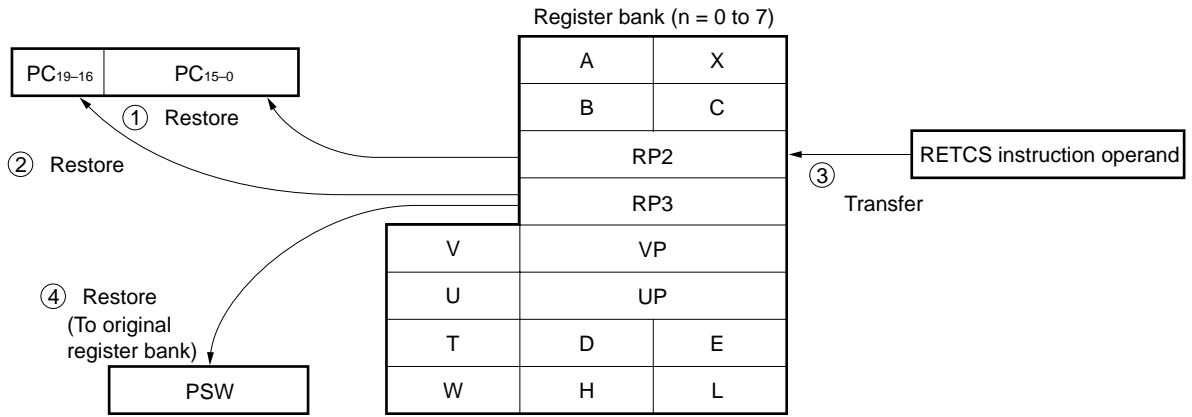 Register bank (n = 0 to 7)
PC19–16 PC15–0
A X
B C
① Restore
② Restore
RP2
RETCS instruction operand
③
Transfer
RP3
V VP
④ Restore
(To original
register bank)
U UP
T D E
PSW
W H L